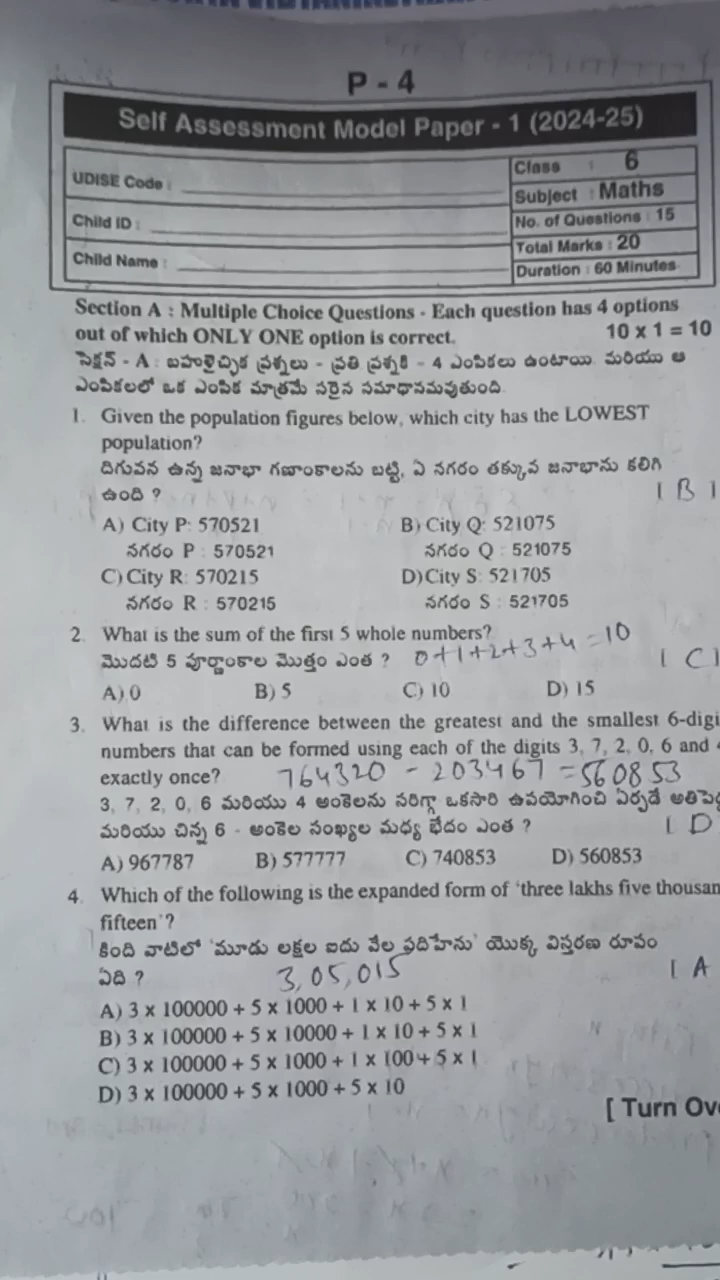 P - 4
Self Assessment Model Paper - 1 (2024-25)
UDISE Code :
Child ID :
Child Name :
Class : 6
Subject : Maths
No. of Questions : 15
Total Marks : 20
Duration : 60 Minutes
Section A : Multiple Choice Questions - Each question has 4 options
out of which ONLY ONE option is correct. 10 x 1 = 10
సెక్షన్ - A : బహుళైచ్ఛిక ప్రశ్నలు - ప్రతి ప్రశ్నకి - 4 ఎంపికలు ఉంటాయి మరియు ఆ
ఎంపికలలో ఒక ఎంపిక మాత్రమే సరైన సమాధానమవుతుంది
1. Given the population figures below, which city has the LOWEST
population?
దిగువన ఉన్న జనాభా గణాంకాలను బట్టి, ఏ నగరం తక్కువ జనాభాను కలిగి
ఉంది ? [ B ]
A) City P: 570521 B) City Q: 521075
నగరం P : 570521 నగరం Q : 521075
C) City R: 570215 D) City S: 521705
నగరం R : 570215 నగరం S : 521705
2. What is the sum of the first 5 whole numbers?
మొదటి 5 పూర్ణాంకాల మొత్తం ఎంత ? 0+1+2+3+4=10 [ C ]
A) 0 B) 5 C) 10 D) 15
3. What is the difference between the greatest and the smallest 6-digi
numbers that can be formed using each of the digits 3, 7, 2, 0, 6 and 4
exactly once? 764320 - 203467 = 560853
3, 7, 2, 0, 6 మరియు 4 అంకెలను సరిగ్గా ఒకసారి ఉపయోగించి ఏర్పడే అతిపెద్ద
మరియు చిన్న 6 - అంకెల సంఖ్యల మధ్య భేదం ఎంత ? [ D
A) 967787 B) 577777 C) 740853 D) 560853
4. Which of the following is the expanded form of 'three lakhs five thousan
fifteen'?
కింది వాటిలో 'మూడు లక్షల ఐదు వేల పదిహేను' యొక్క విస్తరణ రూపం
ఏది ? 3,05,015 [ A
A) 3 x 100000 + 5 x 1000 + 1 x 10 + 5 x 1
B) 3 x 100000 + 5 x 10000 + 1 x 10 + 5 x 1
C) 3 x 100000 + 5 x 1000 + 1 x 100 + 5 x 1
D) 3 x 100000 + 5 x 1000 + 5 x 10
[ Turn Ove